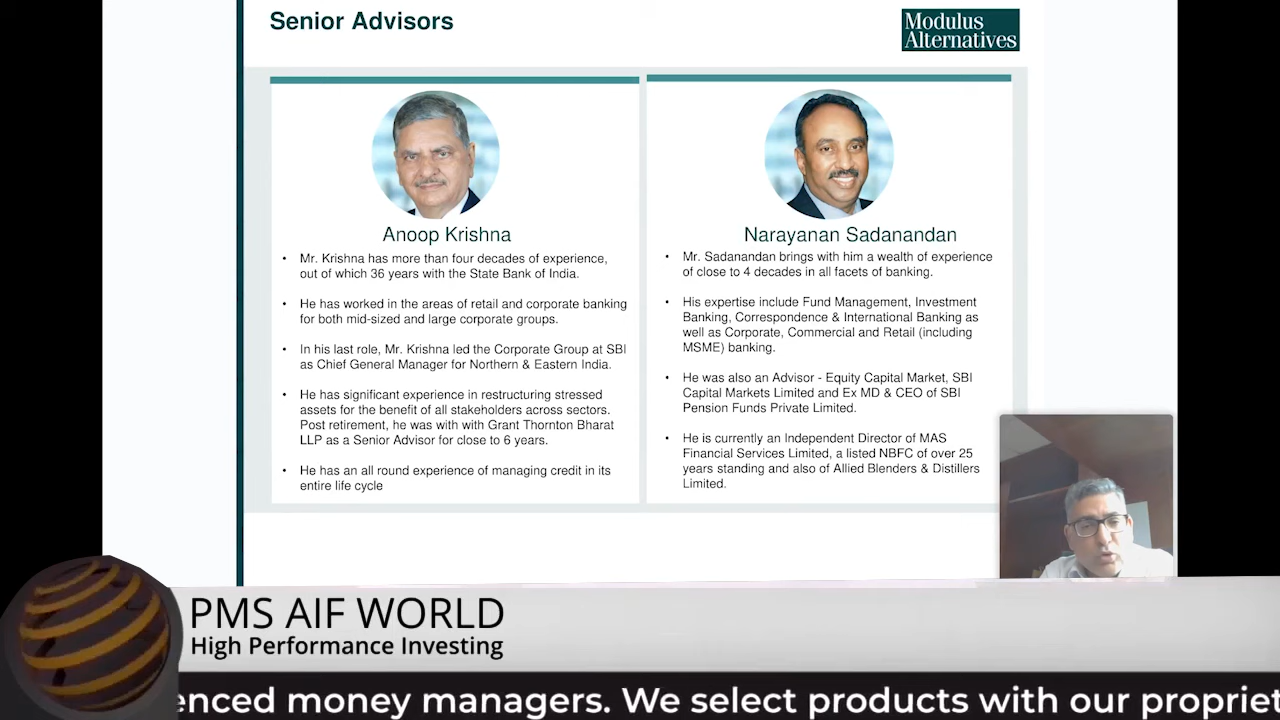 Senior Advisors
Modulus
Alternatives
Anoop Krishna
• Mr. Krishna has more than four decades of experience,
out of which 36 years with the State Bank of India.
• He has worked in the areas of retail and corporate banking
for both mid-sized and large corporate groups.
• In his last role, Mr. Krishna led the Corporate Group at SBI
as Chief General Manager for Northern & Eastern India.
• He has significant experience in restructuring stressed
assets for the benefit of all stakeholders across sectors.
Post retirement, he was with with Grant Thornton Bharat
LLP as a Senior Advisor for close to 6 years.
• He has an all round experience of managing credit in its
entire life cycle
Narayanan Sadanandan
• Mr. Sadanandan brings with him a wealth of experience
of close to 4 decades in all facets of banking.
• His expertise include Fund Management, Investment
Banking, Correspondence & International Banking as
well as Corporate, Commercial and Retail (including
MSME) banking.
• He was also an Advisor - Equity Capital Market, SBI
Capital Markets Limited and Ex MD & CEO of SBI
Pension Funds Private Limited.
• He is currently an Independent Director of MAS
Financial Services Limited, a listed NBFC of over 25
years standing and also of Allied Blenders & Distillers
Limited.
PMS AIF WORLD
High Performance Investing
enced money managers. We select products with our propriet